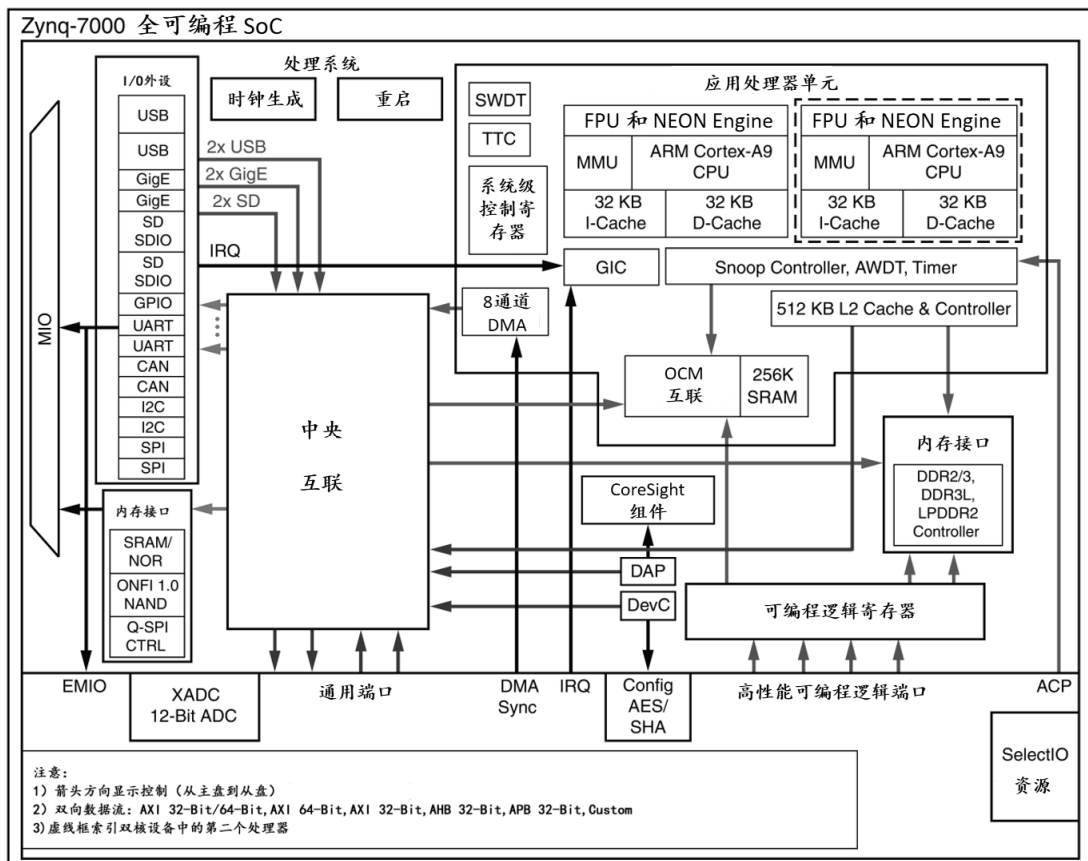 Zynq-7000 全可编程 SoC
I/O外设
USB
USB
GigE
GigE
SD
SDIO
SD
SDIO
GPIO
UART
UART
CAN
CAN
I2C
I2C
SPI
SPI
MIO
处理系统
时钟生成
重启
2x USB
2x GigE
2x SD
IRQ
应用处理器单元
SWDT
TTC
系统级
控制寄
存器
FPU 和 NEON Engine
MMU
ARM Cortex-A9
CPU
32 KB
I-Cache
32 KB
D-Cache
FPU 和 NEON Engine
MMU
ARM Cortex-A9
CPU
32 KB
I-Cache
32 KB
D-Cache
GIC
Snoop Controller, AWDT, Timer
8通道
DMA
512 KB L2 Cache & Controller
OCM
互联
256K
SRAM
中央
互联
内存接口
DDR2/3,
DDR3L,
LPDDR2
Controller
CoreSight
组件
DAP
DevC
可编程逻辑寄存器
内存接口
SRAM/
NOR
ONFI 1.0
NAND
Q-SPI
CTRL
EMIO
XADC
12-Bit ADC
通用端口
DMA
Sync
IRQ
Config
AES/
SHA
高性能可编程逻辑端口
ACP
SelectIO
资源
注意:
1) 箭头方向显示控制 (从主盘到从盘)
2) 双向数据流: AXI 32-Bit/64-Bit,AXI 64-Bit,AXI 32-Bit,AHB 32-Bit,APB 32-Bit,Custom
3)虚线框索引双核设备中的第二个处理器